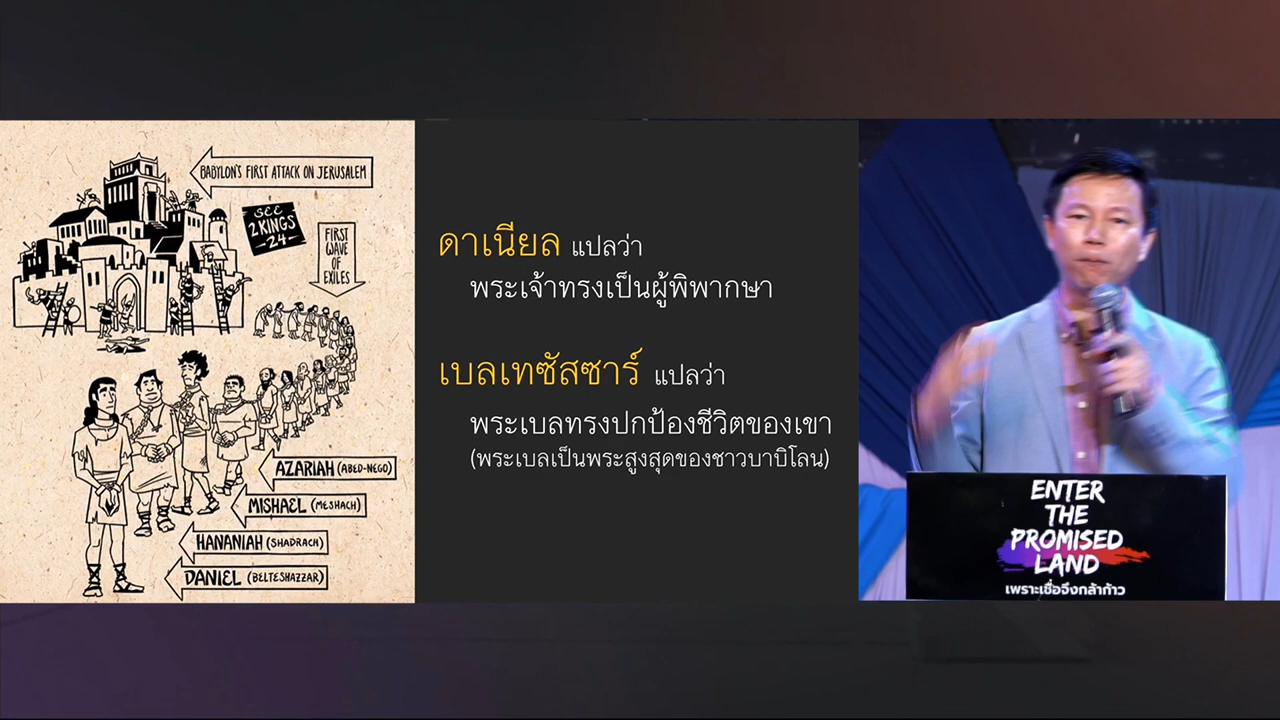 BABYLON'S FIRST ATTACK ON JERUSALEM
SEE
2 KINGS
-24-
FIRST
WAVE
OF
EXILES
AZARIAH (ABED-NEGO)
MISHAEL (MESHACH)
HANANIAH (SHADRACH)
DANIEL (BELTESHAZZAR)
ดาเนียล แปลว่า
พระเจ้าทรงเป็นผู้พิพากษา
เบลเทซัสซาร์ แปลว่า
พระเบลทรงปกป้องชีวิตของเขา
(พระเบลเป็นพระสูงสุดของชาวบาบิโลน)
ENTER
THE
PROMISED
LAND
เพราะเชื่อจึงกล้าก้าว